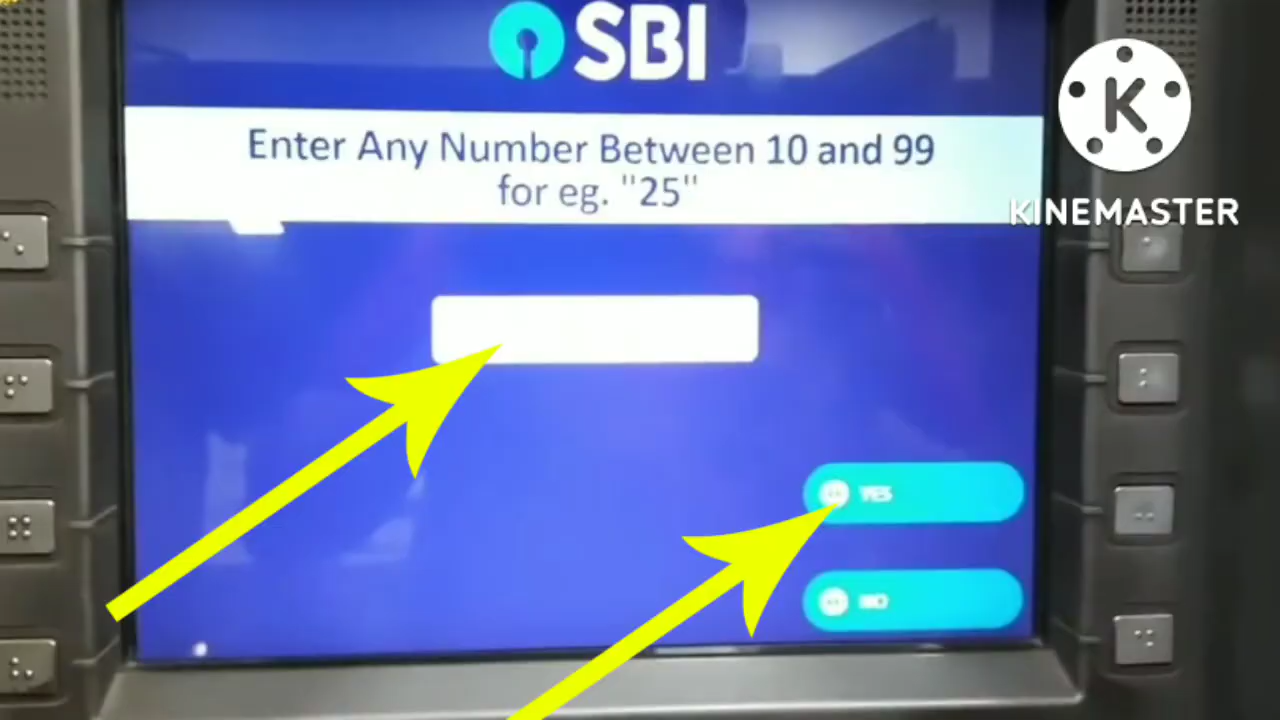 SBI
Enter Any Number Between 10 and 99
for eg. "25"
K
KINEMASTER
YES
NO